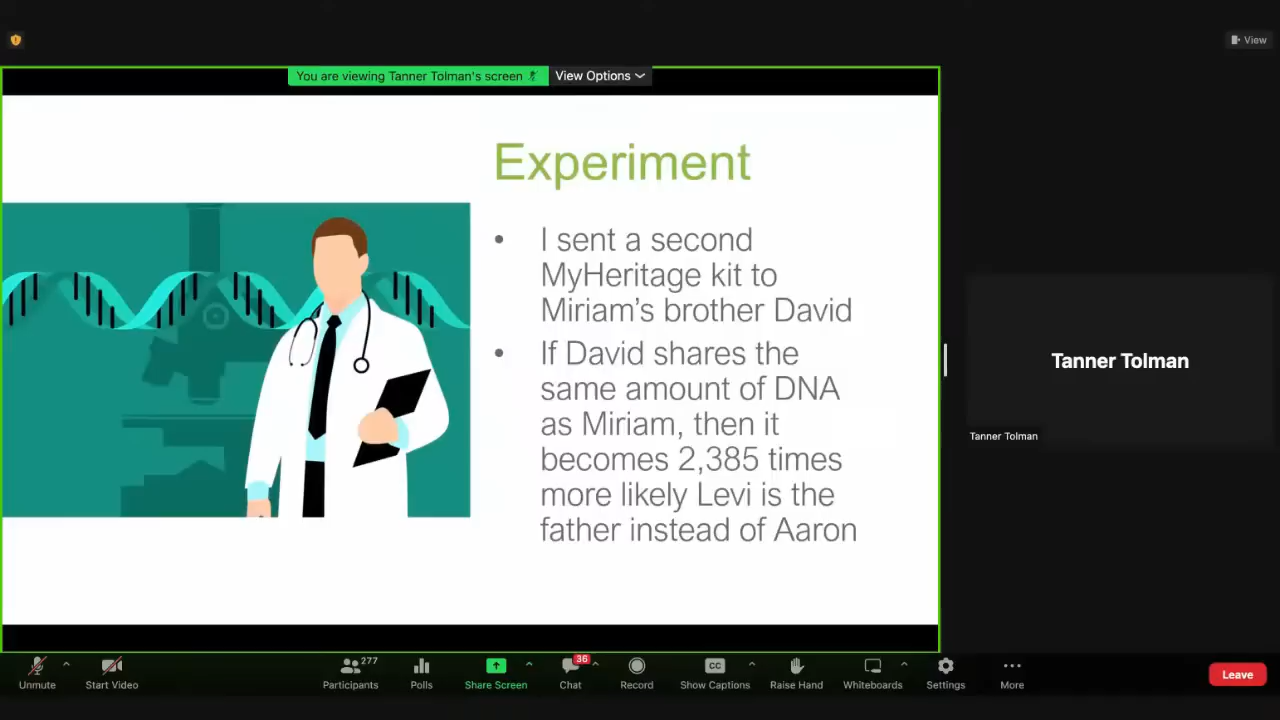 View
You are viewing Tanner Tolman's screen
View Options
Experiment
• I sent a second
MyHeritage kit to
Miriam's brother David
• If David shares the
same amount of DNA
as Miriam, then it
becomes 2,385 times
more likely Levi is the
father instead of Aaron
Tanner Tolman
Tanner Tolman
Unmute
Start Video
277
Participants
Polls
Share Screen
36
Chat
Record
CC
Show Captions
Raise Hand
Whiteboards
Settings
More
Leave